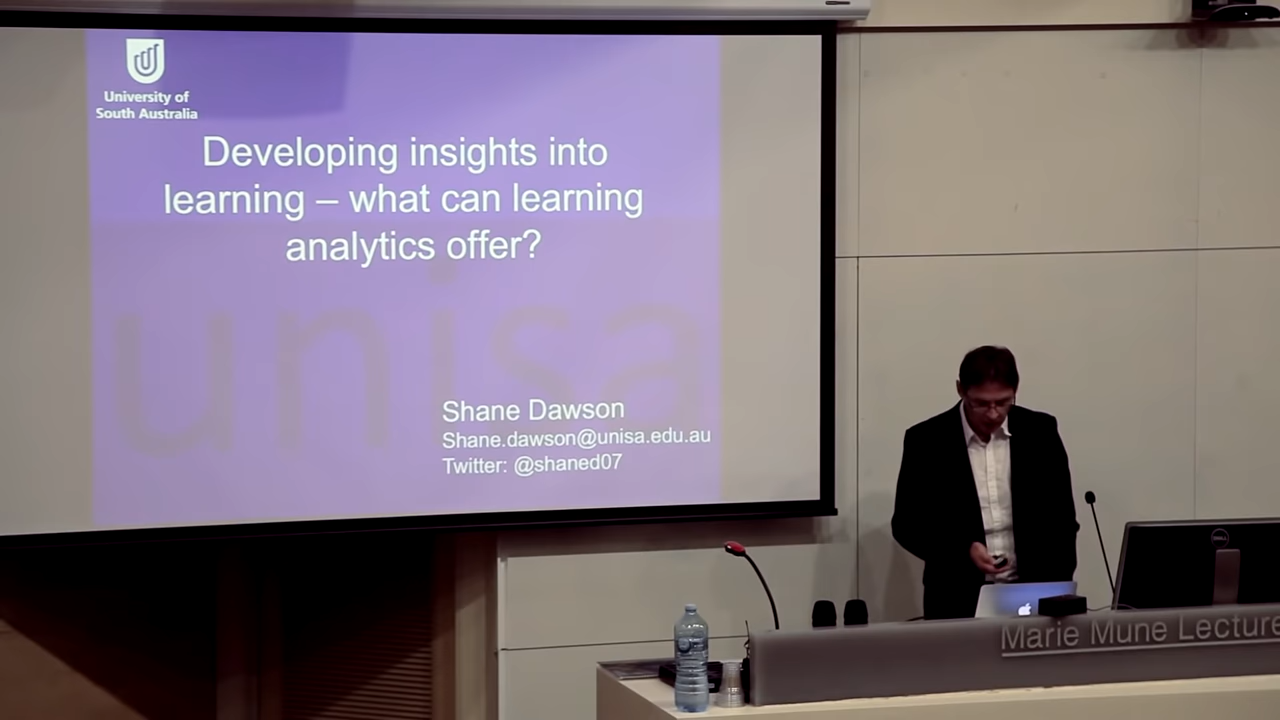 University of
South Australia
Developing insights into
learning – what can learning
analytics offer?
unisa
Shane Dawson
Shane.dawson@unisa.edu.au
Twitter: @shaned07
DELL
Marie Mune Lecture